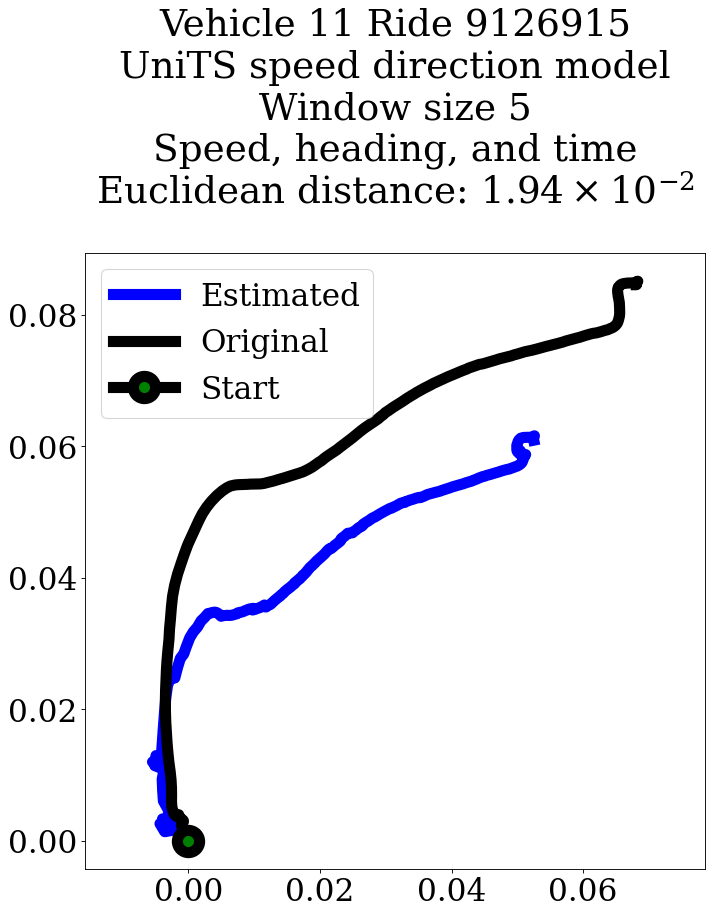 Vehicle 11 Ride 9126915
UniTS speed direction model
Window size 5
Speed, heading, and time
Euclidean distance: 1.94 × 10⁻²
Estimated
Original
Start
0.08
0.06
0.04
0.02
0.00
0.00 0.02 0.04 0.06